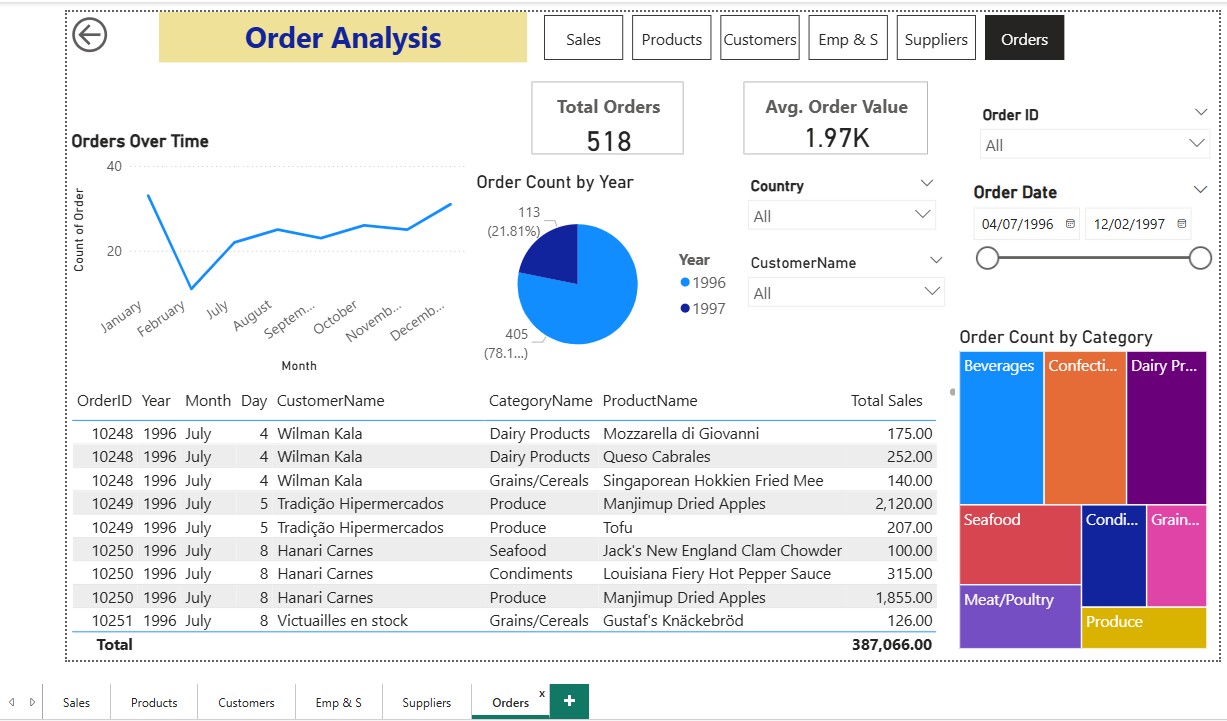 Order Analysis
Sales
Products
Customers
Emp & S
Suppliers
Orders
Total Orders
518
Avg. Order Value
1.97K
Order ID
All
Order Date
04/07/1996
12/02/1997
Orders Over Time
40
20
Count of Order
January
February
July
August
Septem...
October
Novemb...
Decemb...
Month
Order Count by Year
113
(21.81%)
405
(78.1...)
Year
1996
1997
Country
All
CustomerName
All
Order Count by Category
Beverages
Confecti...
Dairy Pr...
Seafood
Condi...
Grain...
Meat/Poultry
Produce
OrderID Year Month Day CustomerName CategoryName ProductName Total Sales
10248 1996 July 4 Wilman Kala Dairy Products Mozzarella di Giovanni 175.00
10248 1996 July 4 Wilman Kala Dairy Products Queso Cabrales 252.00
10248 1996 July 4 Wilman Kala Grains/Cereals Singaporean Hokkien Fried Mee 140.00
10249 1996 July 5 Tradição Hipermercados Produce Manjimup Dried Apples 2,120.00
10249 1996 July 5 Tradição Hipermercados Produce Tofu 207.00
10250 1996 July 8 Hanari Carnes Seafood Jack's New England Clam Chowder 100.00
10250 1996 July 8 Hanari Carnes Condiments Louisiana Fiery Hot Pepper Sauce 315.00
10250 1996 July 8 Hanari Carnes Produce Manjimup Dried Apples 1,855.00
10251 1996 July 8 Victuailles en stock Grains/Cereals Gustaf's Knäckebröd 126.00
Total 387,066.00
Sales
Products
Customers
Emp & S
Suppliers
Orders
x
+